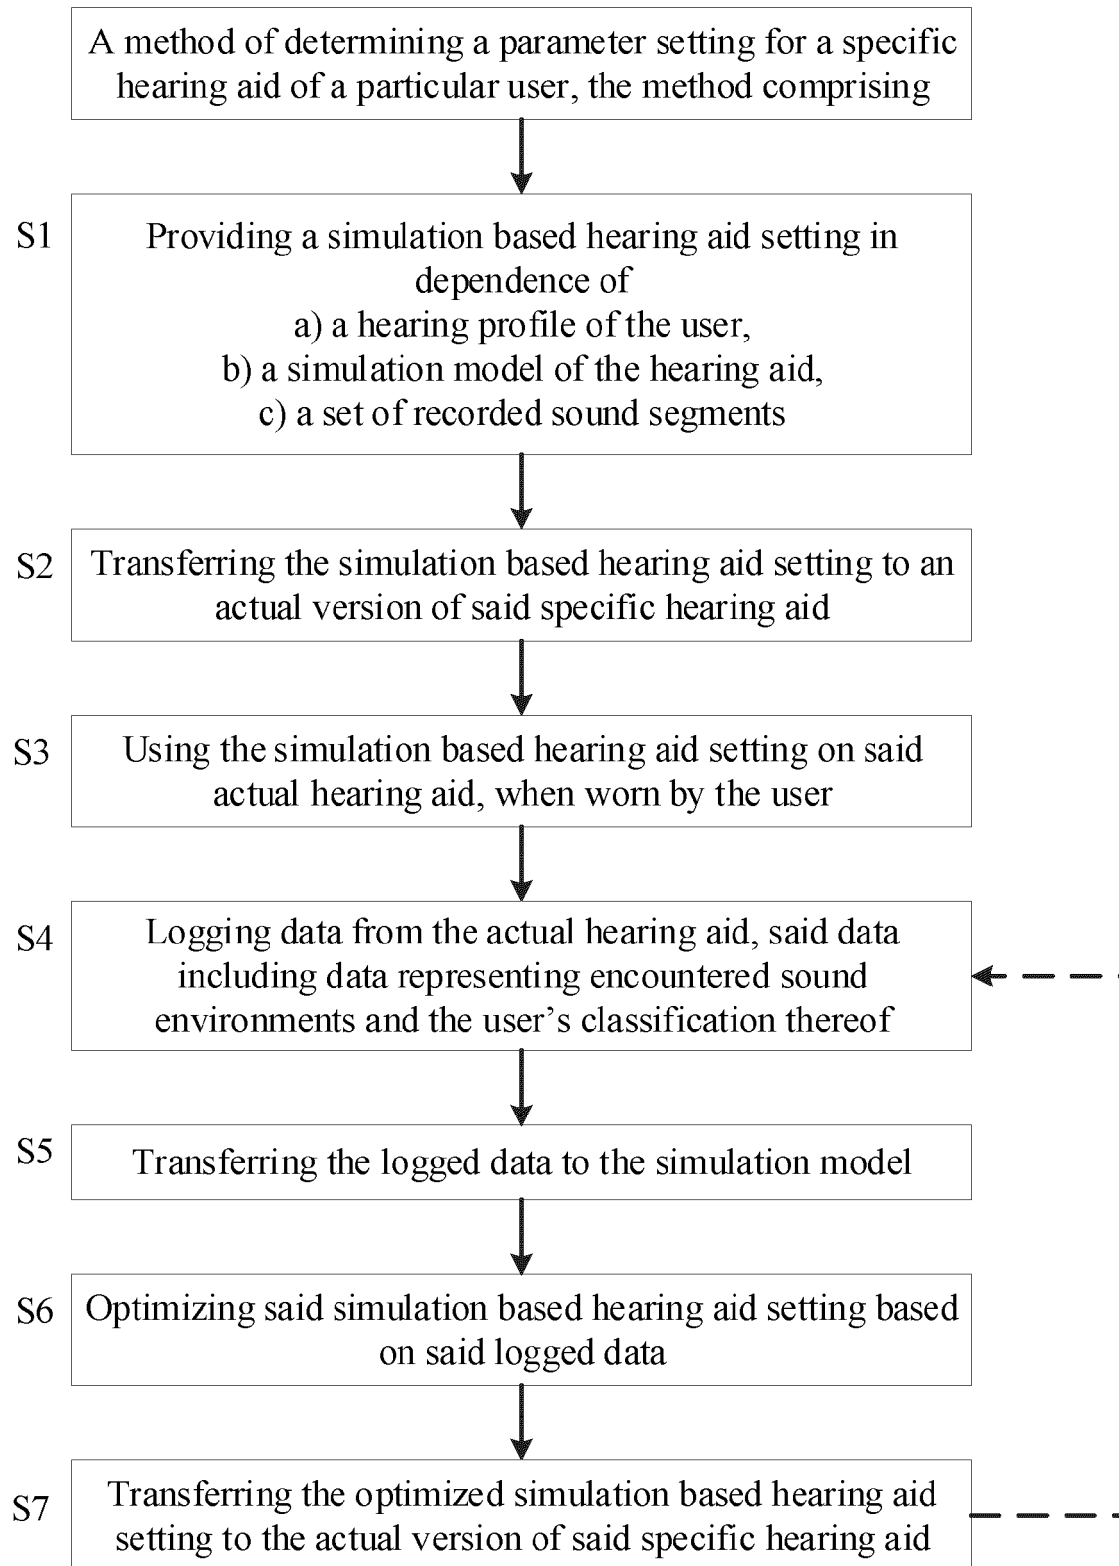 A method of determining a parameter setting for a specific
hearing aid of a particular user, the method comprising
S1
Providing a simulation based hearing aid setting in
dependence of
a) a hearing profile of the user,
b) a simulation model of the hearing aid,
c) a set of recorded sound segments
S2
Transferring the simulation based hearing aid setting to an
actual version of said specific hearing aid
S3
Using the simulation based hearing aid setting on said
actual hearing aid, when worn by the user
S4
Logging data from the actual hearing aid, said data
including data representing encountered sound
environments and the user’s classification thereof
S5
Transferring the logged data to the simulation model
S6
Optimizing said simulation based hearing aid setting based
on said logged data
S7
Transferring the optimized simulation based hearing aid
setting to the actual version of said specific hearing aid